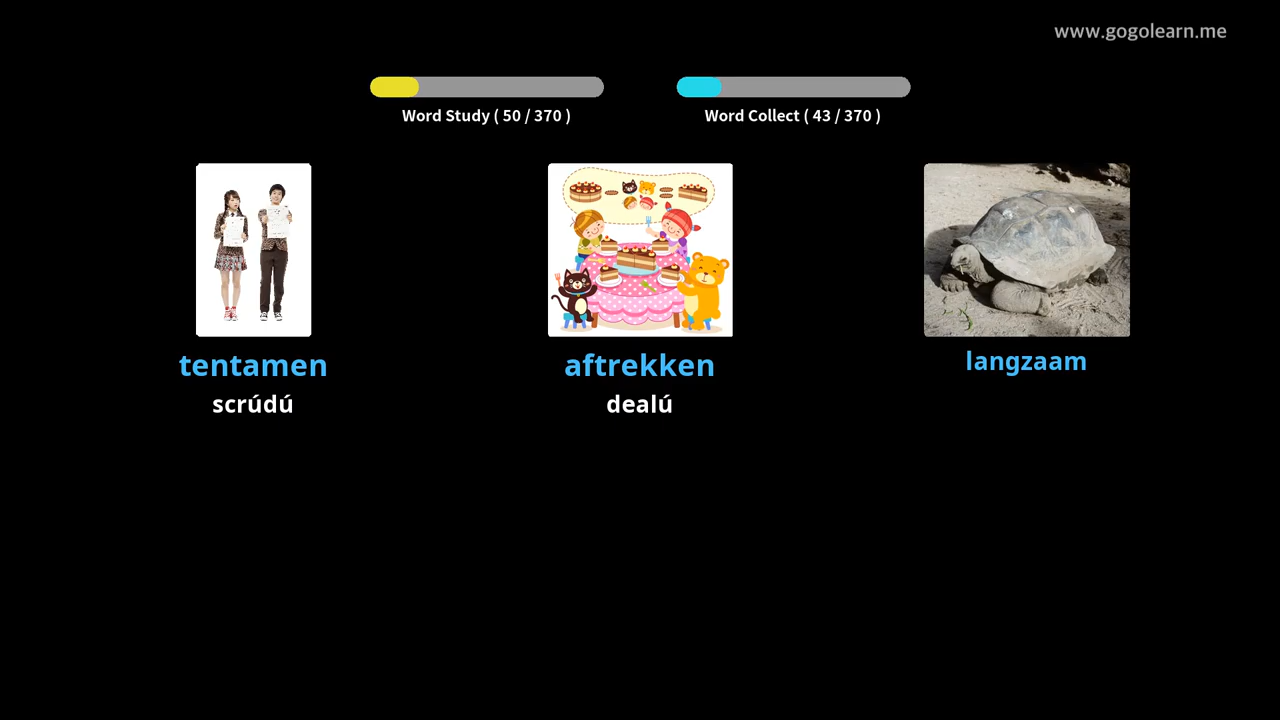 www.gogolearn.me
Word Study ( 50 / 370 )
Word Collect ( 43 / 370 )
tentamen
aftrekken
langzaam
scrúdú
dealú